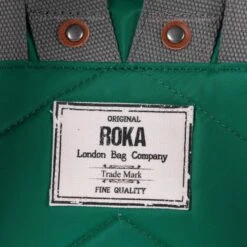 ORIGINAL
ROKA
London Bag Company
Trade Mark
FINE QUALITY